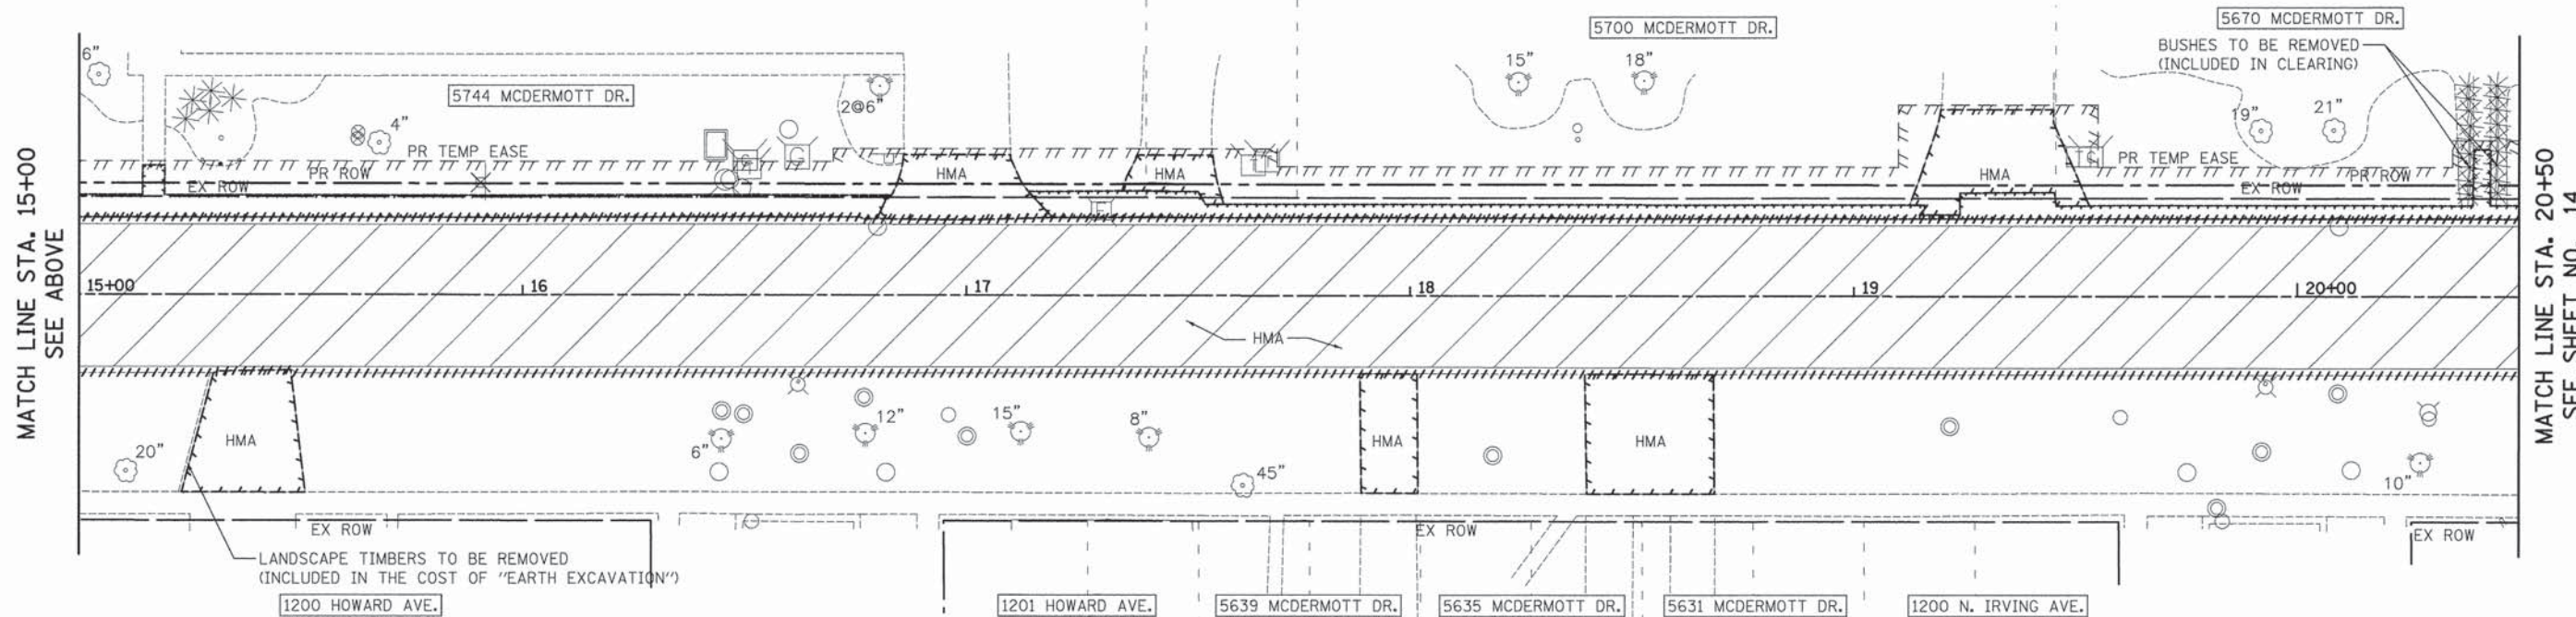 5700 MCDERMOTT DR.
5670 MCDERMOTT DR.
BUSHES TO BE REMOVED
(INCLUDED IN CLEARING)
6"
15"
18"
5744 MCDERMOTT DR.
2@6"
4"
19"
21"
PR TEMP EASE
PR TEMP EASE
PR ROW
EX ROW
HMA
HMA
HMA
PR ROW
EX ROW
G
E
MATCH LINE STA. 15+00
SEE ABOVE
15+00
16
17
18
19
20+00
HMA
MATCH LINE STA. 20+50
SEE SHEET NO. 14
20"
HMA
6"
12"
15"
8"
45"
HMA
HMA
10"
EX ROW
EX ROW
EX ROW
LANDSCAPE TIMBERS TO BE REMOVED
(INCLUDED IN THE COST OF "EARTH EXCAVATION")
1200 HOWARD AVE.
1201 HOWARD AVE.
5639 MCDERMOTT DR.
5635 MCDERMOTT DR.
5631 MCDERMOTT DR.
1200 N. IRVING AVE.